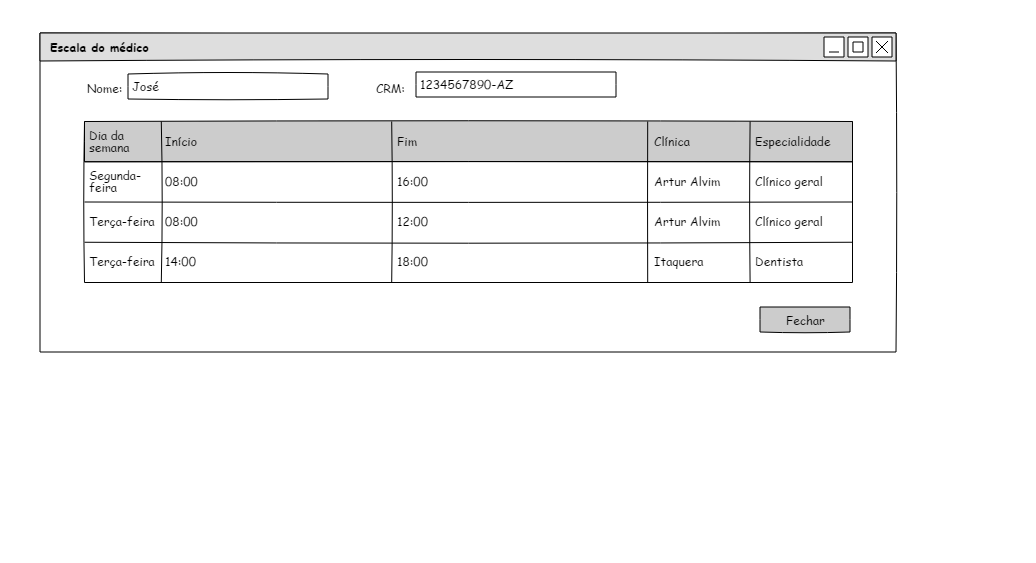 Escala do médico
Nome: José CRM: 1234567890-AZ
Dia da
semana Início Fim Clínica Especialidade
Segunda-
feira 08:00 16:00 Artur Alvim Clínico geral
Terça-feira 08:00 12:00 Artur Alvim Clínico geral
Terça-feira 14:00 18:00 Itaquera Dentista
Fechar